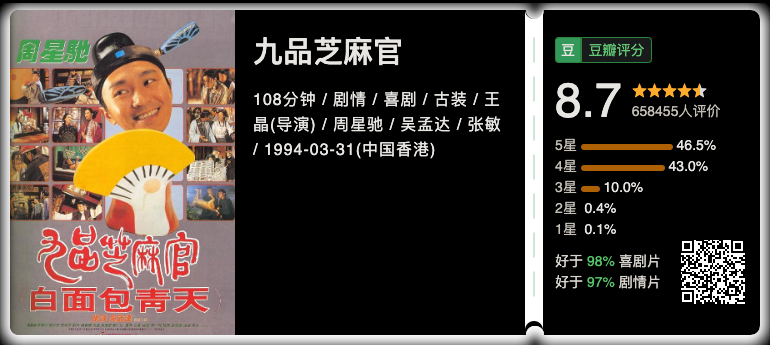 周星馳
九品芝麻官
白面包青天
九品芝麻官
108分钟 / 剧情 / 喜剧 / 古装 / 王
晶(导演) / 周星驰 / 吴孟达 / 张敏
/ 1994-03-31(中国香港)
豆 豆瓣评分
8.7
658455人评价
5星 46.5%
4星 43.0%
3星 10.0%
2星 0.4%
1星 0.1%
好于 98% 喜剧片
好于 97% 剧情片